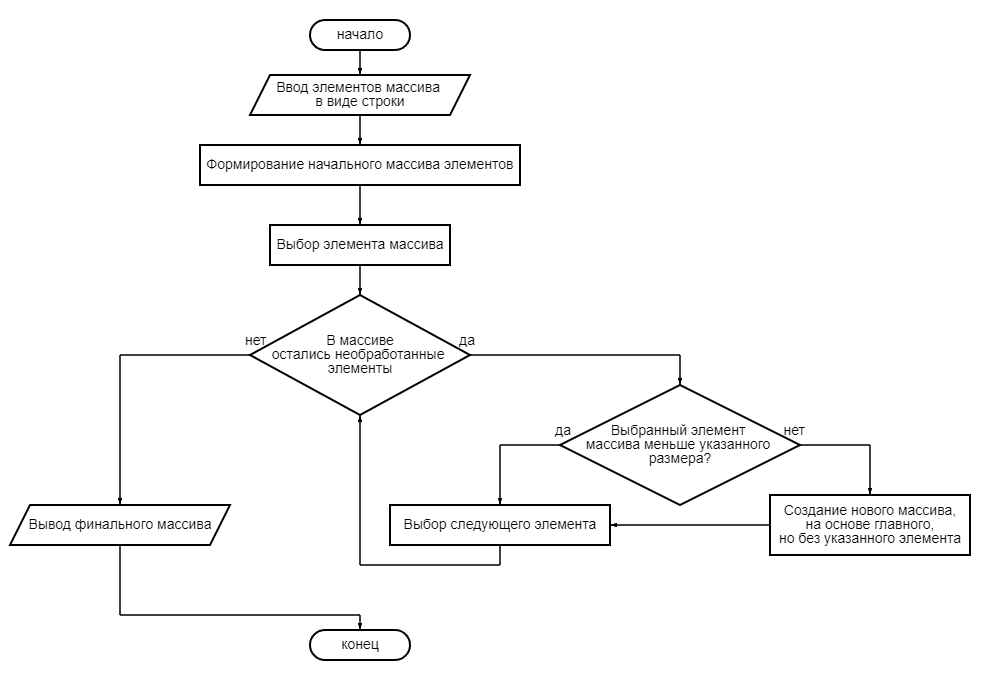 начало
Ввод элементов массива
в виде строки
Формирование начального массива элементов
Выбор элемента массива
нет
В массиве
остались необработанные
элементы
да
да
Выбранный элемент
массива меньше указанного
размера?
нет
Вывод финального массива
Выбор следующего элемента
Создание нового массива,
на основе главного,
но без указанного элемента
конец